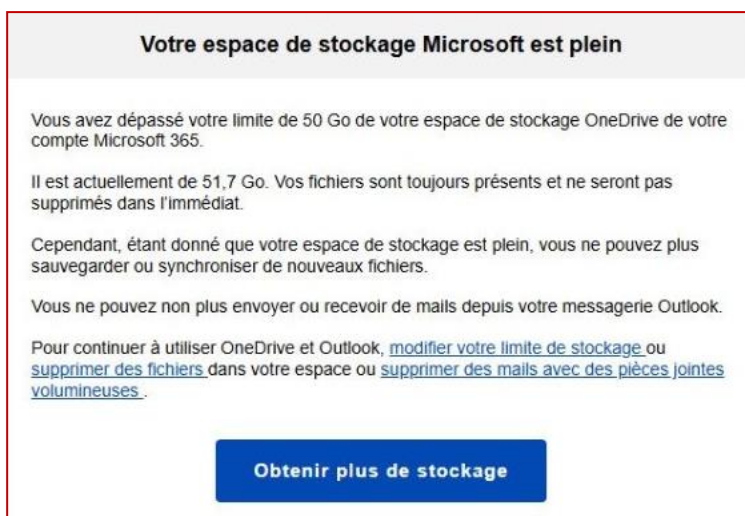 Votre espace de stockage Microsoft est plein
Vous avez dépassé votre limite de 50 Go de votre espace de stockage OneDrive de votre
compte Microsoft 365.
Il est actuellement de 51,7 Go. Vos fichiers sont toujours présents et ne seront pas
supprimés dans l'immédiat.
Cependant, étant donné que votre espace de stockage est plein, vous ne pouvez plus
sauvegarder ou synchroniser de nouveaux fichiers.
Vous ne pouvez non plus envoyer ou recevoir de mails depuis votre messagerie Outlook.
Pour continuer à utiliser OneDrive et Outlook, modifier votre limite de stockage ou
supprimer des fichiers dans votre espace ou supprimer des mails avec des pièces jointes
volumineuses .
Obtenir plus de stockage